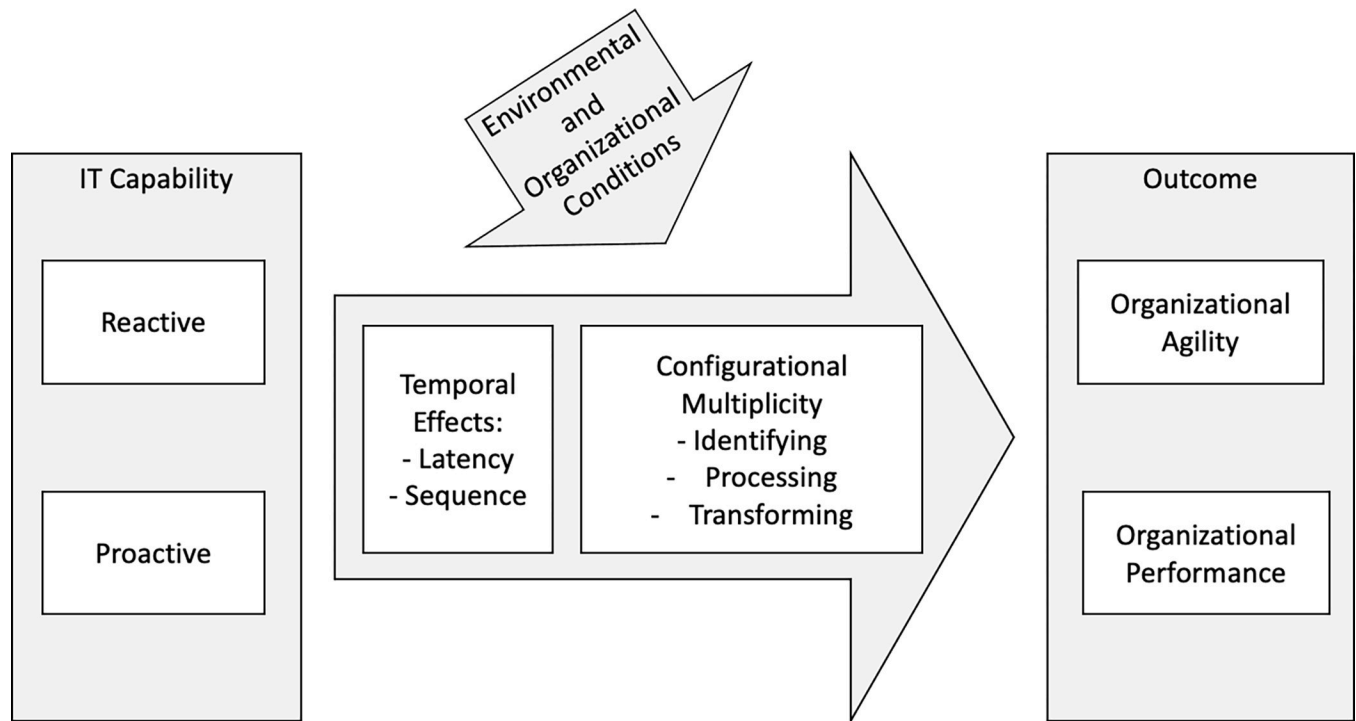 Environmental
and
Organizational
Conditions
IT Capability
Reactive
Proactive
Temporal
Effects:
- Latency
- Sequence
Configurational
Multiplicity
- Identifying
- Processing
- Transforming
Outcome
Organizational
Agility
Organizational
Performance